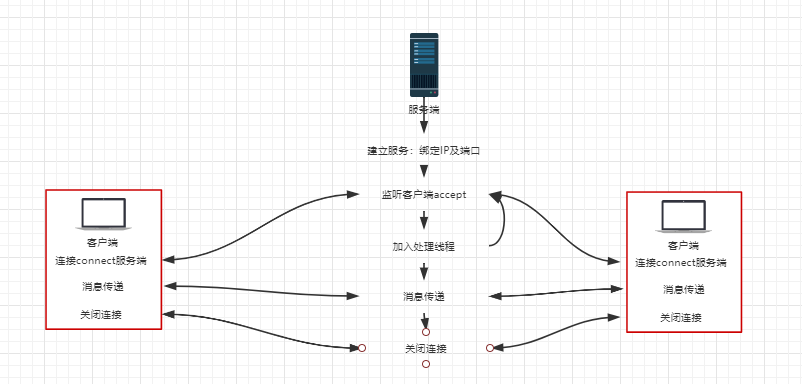 服务端
建立服务：绑定IP及端口
监听客户端accept
加入处理线程
消息传递
关闭连接
客户端
连接connect服务端
消息传递
关闭连接
客户端
连接connect服务端
消息传递
关闭连接